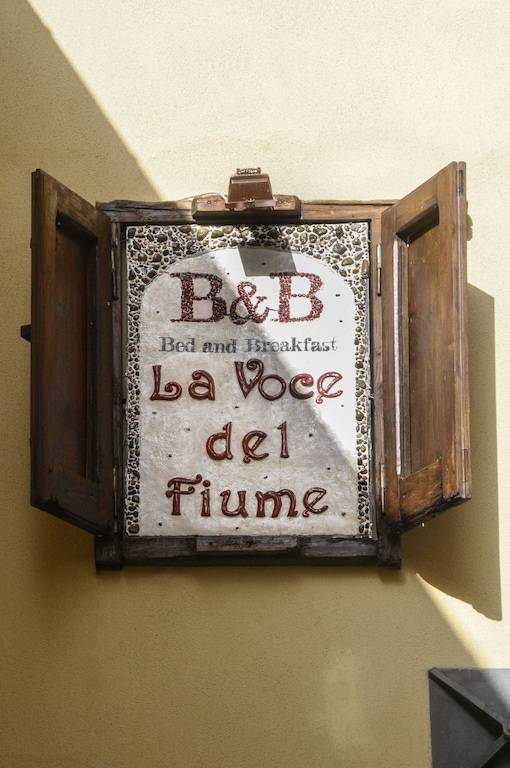 B&B
Bed and Breakfast
La Voce
del
Fiume